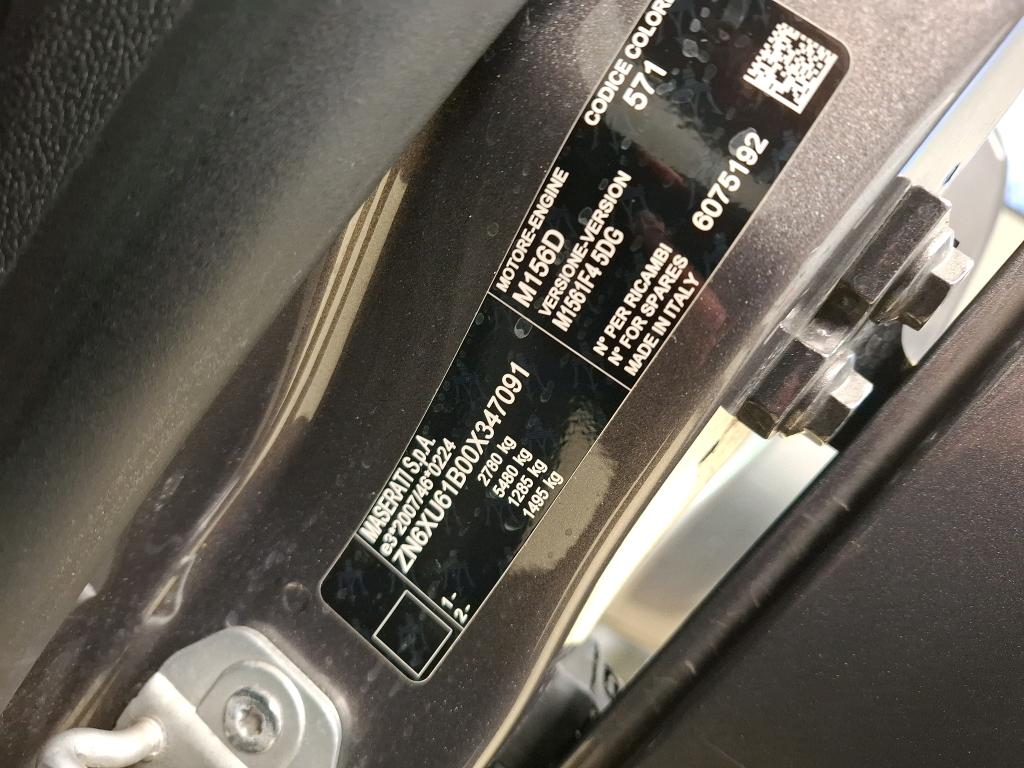 MASERATI S.p.A.
e3*2007/46*0224
ZN6XU61B00X347091
2780 kg
5480 kg
1- 1285 kg
2- 1495 kg
MOTORE-ENGINE
M156D
VERSIONE-VERSION
M1561F4 5DG
N° PER RICAMBI
N° FOR SPARES
6075192
MADE IN ITALY
CODICE COLORE
571